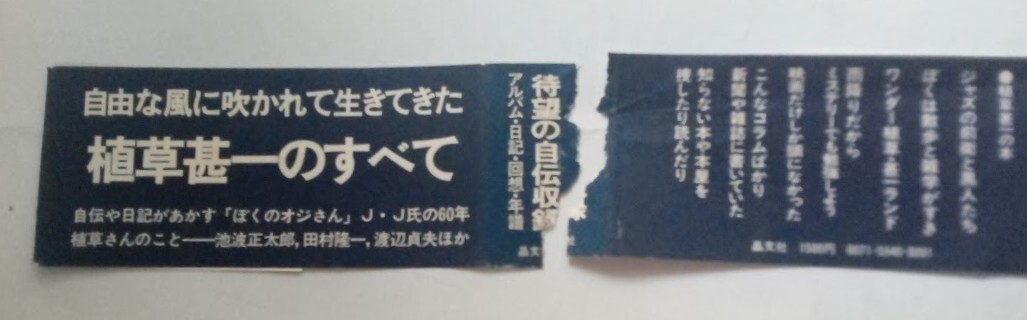 自由な風に吹かれて生きてきた
植草甚一のすべて
自伝や日記があかす「ぼくのオジさん」J・J氏の60年
植草さんのこと――池波正太郎,田村隆一,渡辺貞夫ほか
待望の自伝収録
アルバム・日記・回想・年譜
晶文社
●植草甚一の本
ジャズの前衛と黒人たち
ぼくは散歩と雑学がすき
ワンダー植草・甚一ランド
雨降りだから
ミステリーでも勉強しよう
映画だけしか頭になかった
こんなコラムばかり
新聞や雑誌に書いていた
知らない本や本屋を
捜したり読んだり
晶文社 1500円